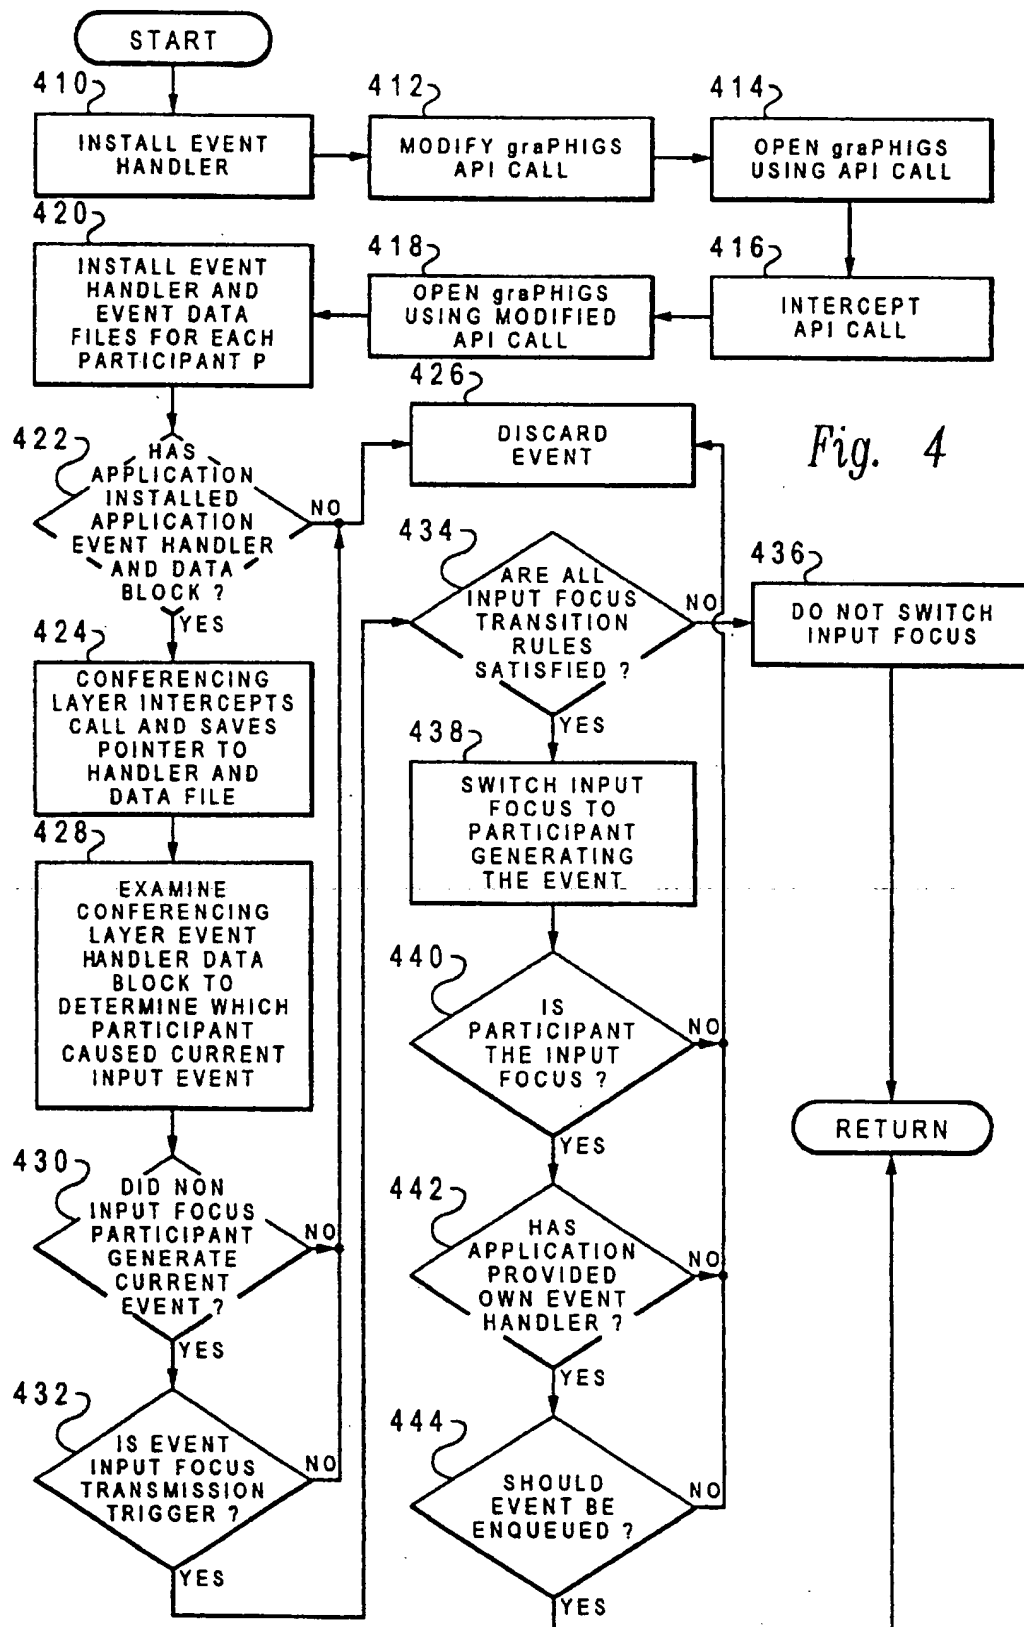 START
410
INSTALL EVENT
HANDLER
412
MODIFY graPHIGS
API CALL
414
OPEN graPHIGS
USING API CALL
416
INTERCEPT
API CALL
418
OPEN graPHIGS
USING MODIFIED
API CALL
420
INSTALL EVENT
HANDLER AND
EVENT DATA
FILES FOR EACH
PARTICIPANT P
422
HAS
APPLICATION
INSTALLED
APPLICATION
EVENT HANDLER
AND DATA
BLOCK ?
NO
YES
426
DISCARD
EVENT
Fig. 4
424
CONFERENCING
LAYER INTERCEPTS
CALL AND SAVES
POINTER TO
HANDLER AND
DATA FILE
428
EXAMINE
CONFERENCING
LAYER EVENT
HANDLER DATA
BLOCK TO
DETERMINE WHICH
PARTICIPANT
CAUSED CURRENT
INPUT EVENT
430
DID NON
INPUT FOCUS
PARTICIPANT
GENERATE
CURRENT
EVENT ?
NO
YES
432
IS EVENT
INPUT FOCUS
TRANSMISSION
TRIGGER ?
NO
YES
434
ARE ALL
INPUT FOCUS
TRANSITION
RULES
SATISFIED ?
NO
YES
436
DO NOT SWITCH
INPUT FOCUS
438
SWITCH INPUT
FOCUS TO
PARTICIPANT
GENERATING
THE EVENT
440
IS
PARTICIPANT
THE INPUT
FOCUS ?
NO
YES
442
HAS
APPLICATION
PROVIDED
OWN EVENT
HANDLER ?
NO
YES
444
SHOULD
EVENT BE
ENQUEUED ?
NO
YES
RETURN